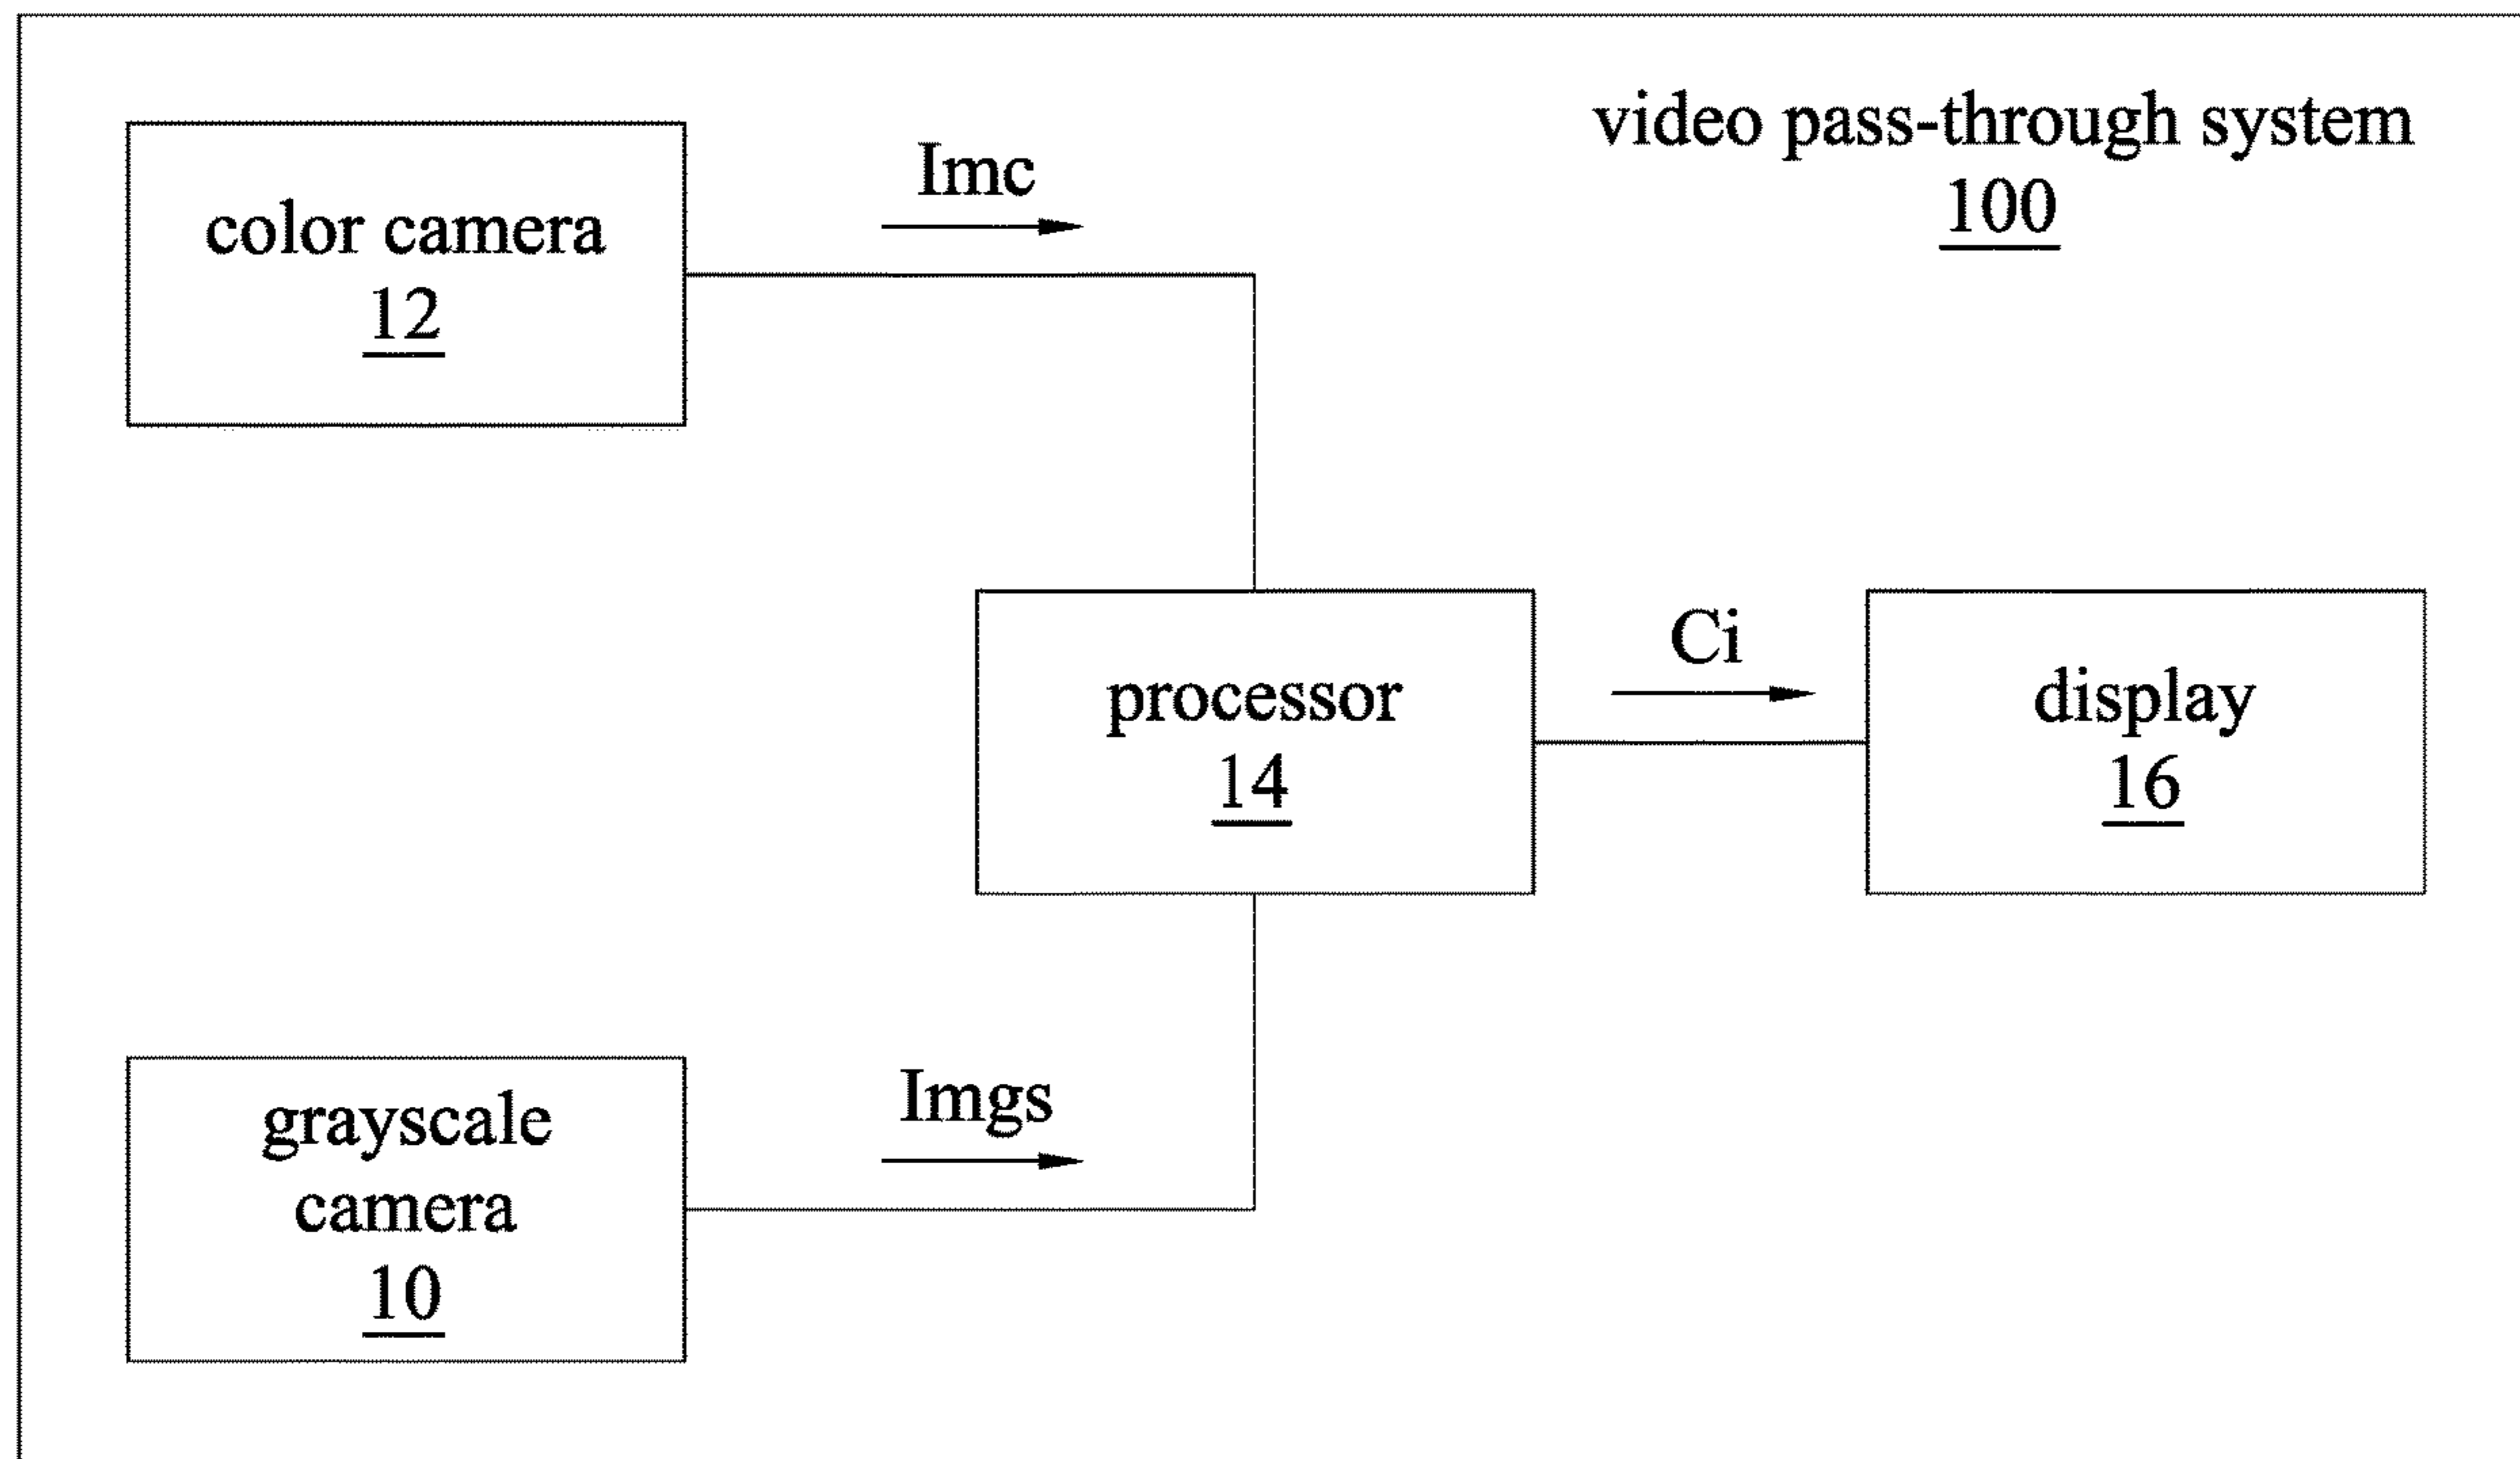 video pass-through system
100
color camera
12
Imc
processor
14
Ci
display
16
grayscale
camera
10
Imgs